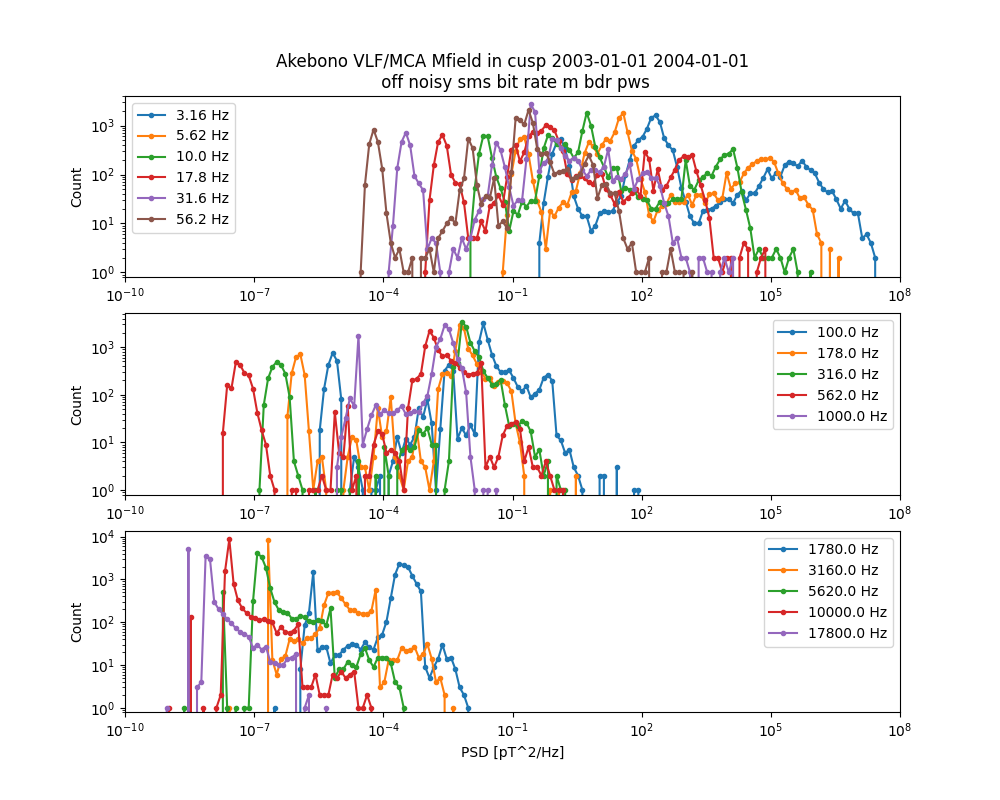 Akebono VLF/MCA Mfield in cusp 2003-01-01 2004-01-01
off noisy sms bit rate m bdr pws
Count
10^3
10^2
10^1
10^0
3.16 Hz
5.62 Hz
10.0 Hz
17.8 Hz
31.6 Hz
56.2 Hz
10^-10 10^-7 10^-4 10^-1 10^2 10^5 10^8
Count
10^3
10^2
10^1
10^0
100.0 Hz
178.0 Hz
316.0 Hz
562.0 Hz
1000.0 Hz
10^-10 10^-7 10^-4 10^-1 10^2 10^5 10^8
Count
10^4
10^3
10^2
10^1
10^0
1780.0 Hz
3160.0 Hz
5620.0 Hz
10000.0 Hz
17800.0 Hz
10^-10 10^-7 10^-4 10^-1 10^2 10^5 10^8
PSD [pT^2/Hz]